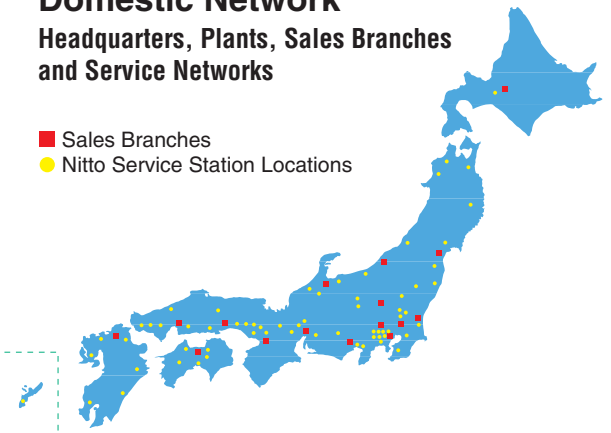 Domestic Network
Headquarters, Plants, Sales Branches
and Service Networks
Sales Branches
Nitto Service Station Locations